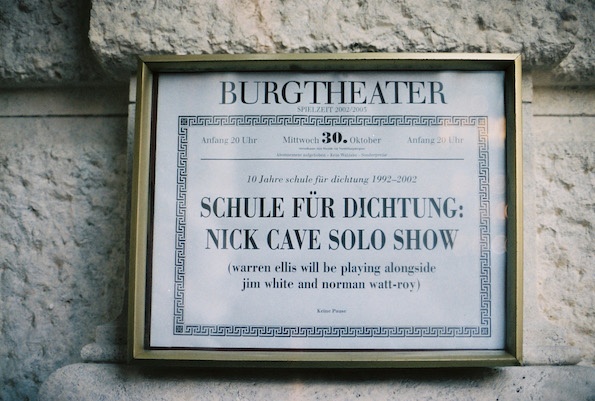 BURGTHEATER
SPIELZEIT 2002/2003
Anfang 20 Uhr Mittwoch 30. Oktober Anfang 20 Uhr
10 Jahre schule für dichtung 1992–2002
SCHULE FÜR DICHTUNG:
NICK CAVE SOLO SHOW
(warren ellis will be playing alongside
jim white and norman watt-roy)
Keine Pause